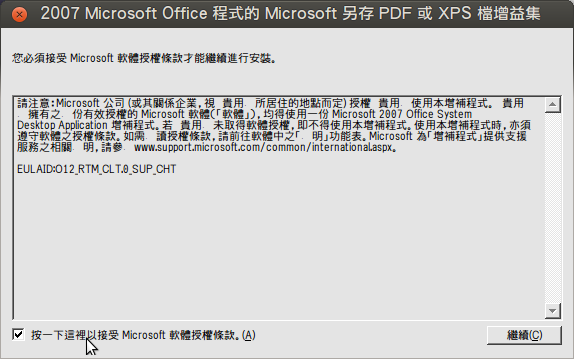 2007 Microsoft Office 程式的 Microsoft 另存 PDF 或 XPS 檔增益集
您必須接受 Microsoft 軟體授權條款才能繼續進行安裝。
請注意：Microsoft 公司 (或其關係企業，視 貴用 所居住的地點而定) 授權 貴用 使用本增補程式。 貴用
擁有之 份有效授權的 Microsoft 軟體(「軟體」)，均得使用一份 Microsoft 2007 Office System
Desktop Application 增補程式。若 貴用 未取得軟體授權，即不得使用本增補程式。使用本增補程式時，亦須
遵守軟體之授權條款。如需 讀授權條款，請前往軟體中之「 明」功能表。Microsoft 為「增補程式」提供支援
服務之相關 明，請參 www.support.microsoft.com/common/international.aspx。
EULAID:O12_RTM_CLT.0_SUP_CHT
按一下這裡以接受 Microsoft 軟體授權條款。(A)
繼續(C)